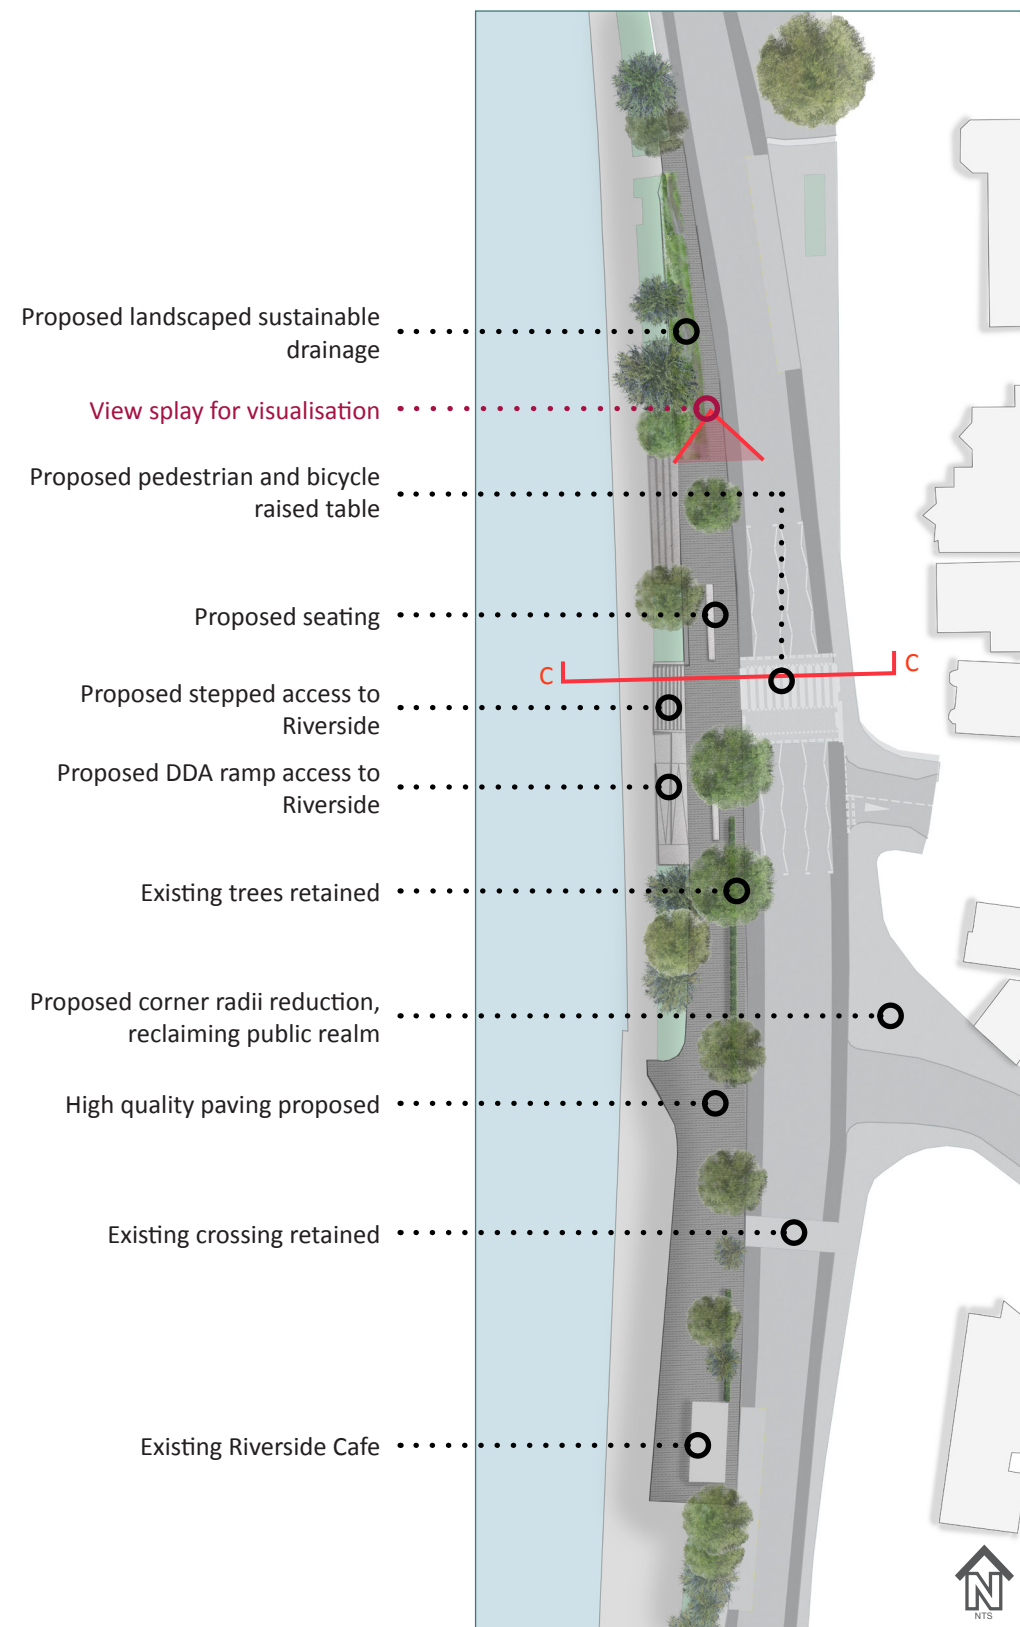 Proposed landscaped sustainable
drainage
View splay for visualisation
Proposed pedestrian and bicycle
raised table
Proposed seating
C
C
Proposed stepped access to
Riverside
Proposed DDA ramp access to
Riverside
Existing trees retained
Proposed corner radii reduction,
reclaiming public realm
High quality paving proposed
Existing crossing retained
Existing Riverside Cafe
N
NTS